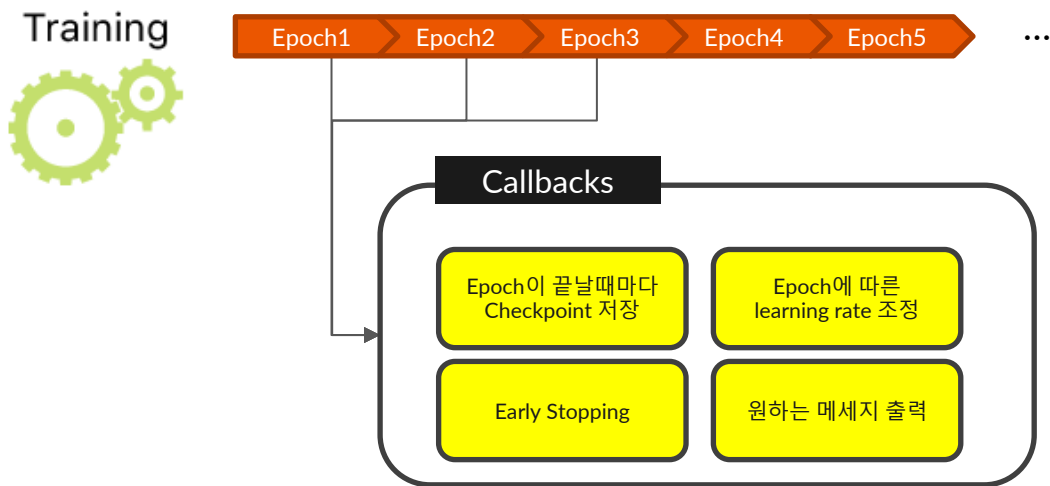 Training
Epoch1
Epoch2
Epoch3
Epoch4
Epoch5
...
Callbacks
Epoch이 끝날때마다
Checkpoint 저장
Epoch에 따른
learning rate 조정
Early Stopping
원하는 메세지 출력